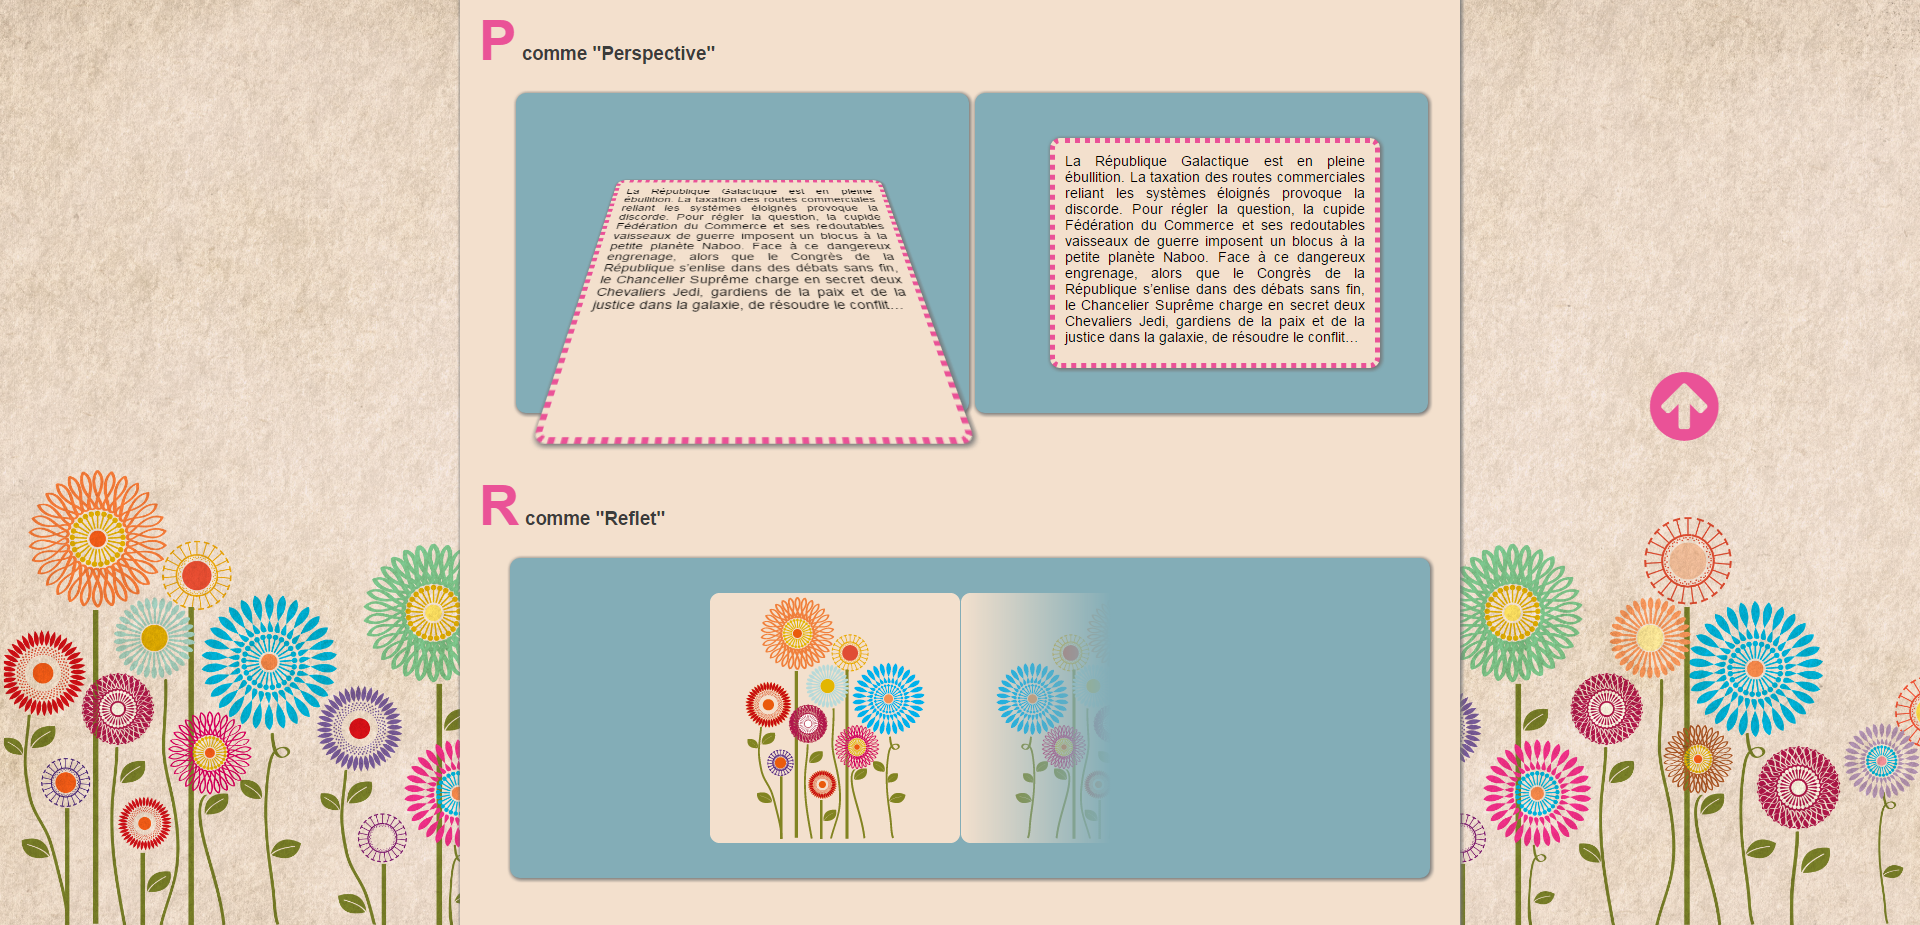 P comme "Perspective"
La République Galactique est en pleine
ébullition. La taxation des routes commerciales
reliant les systèmes éloignés provoque la
discorde. Pour régler la question, la cupide
Fédération du Commerce et ses redoutables
vaisseaux de guerre imposent un blocus à la
petite planète Naboo. Face à ce dangereux
engrenage, alors que le Congrès de la
République s'enlise dans des débats sans fin,
le Chancelier Suprême charge en secret deux
Chevaliers Jedi, gardiens de la paix et de la
justice dans la galaxie, de résoudre le conflit...
La République Galactique est en pleine
ébullition. La taxation des routes commerciales
reliant les systèmes éloignés provoque la
discorde. Pour régler la question, la cupide
Fédération du Commerce et ses redoutables
vaisseaux de guerre imposent un blocus à la
petite planète Naboo. Face à ce dangereux
engrenage, alors que le Congrès de la
République s'enlise dans des débats sans fin,
le Chancelier Suprême charge en secret deux
Chevaliers Jedi, gardiens de la paix et de la
justice dans la galaxie, de résoudre le conflit...
R comme "Reflet"